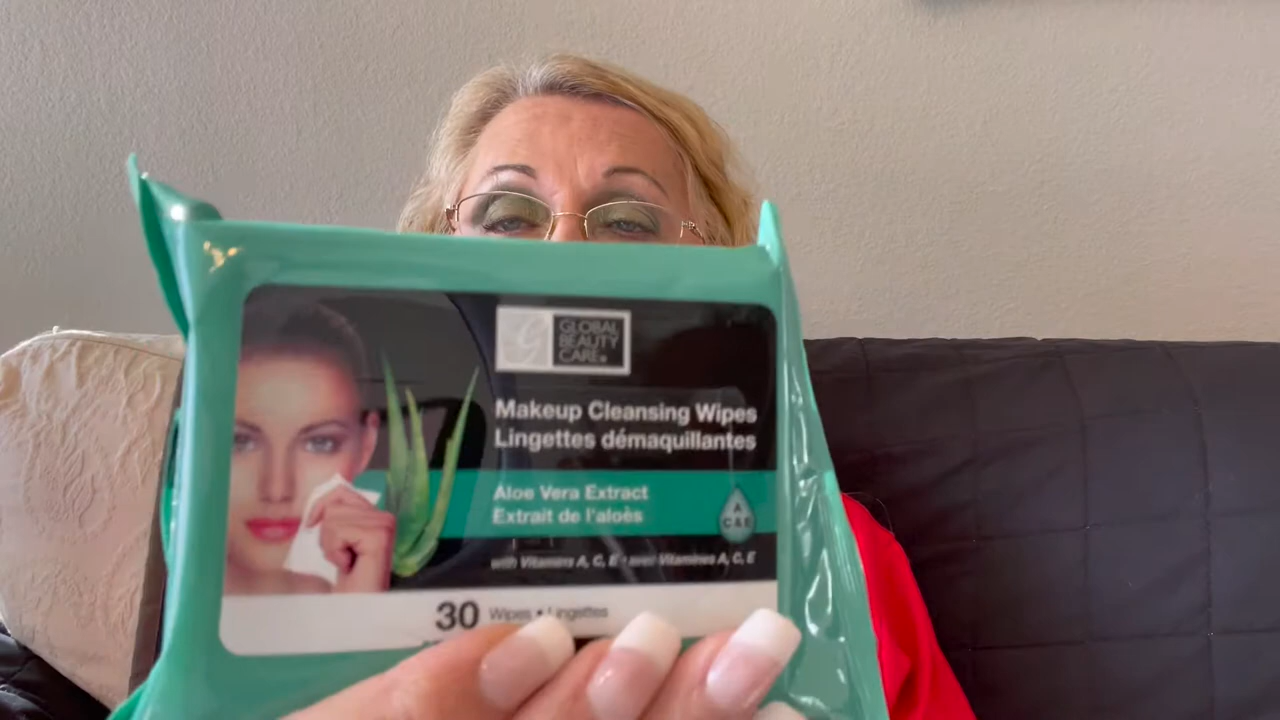 GLOBAL
BEAUTY
CARE®
Makeup Cleansing Wipes
Lingettes démaquillantes
Aloe Vera Extract
Extrait de l'aloès
A
C & E
with Vitamins A, C, E • avec Vitamines A, C, E
30 Wipes • Lingettes